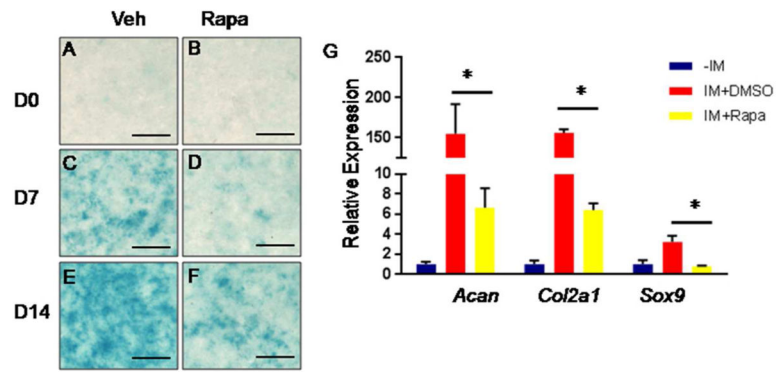 Veh Rapa
A B
D0
C D
D7
E F
D14
G
Relative Expression
250
200
150
100
10
8
6
4
2
0
-IM
IM+DMSO
IM+Rapa
* * *
Acan Col2a1 Sox9